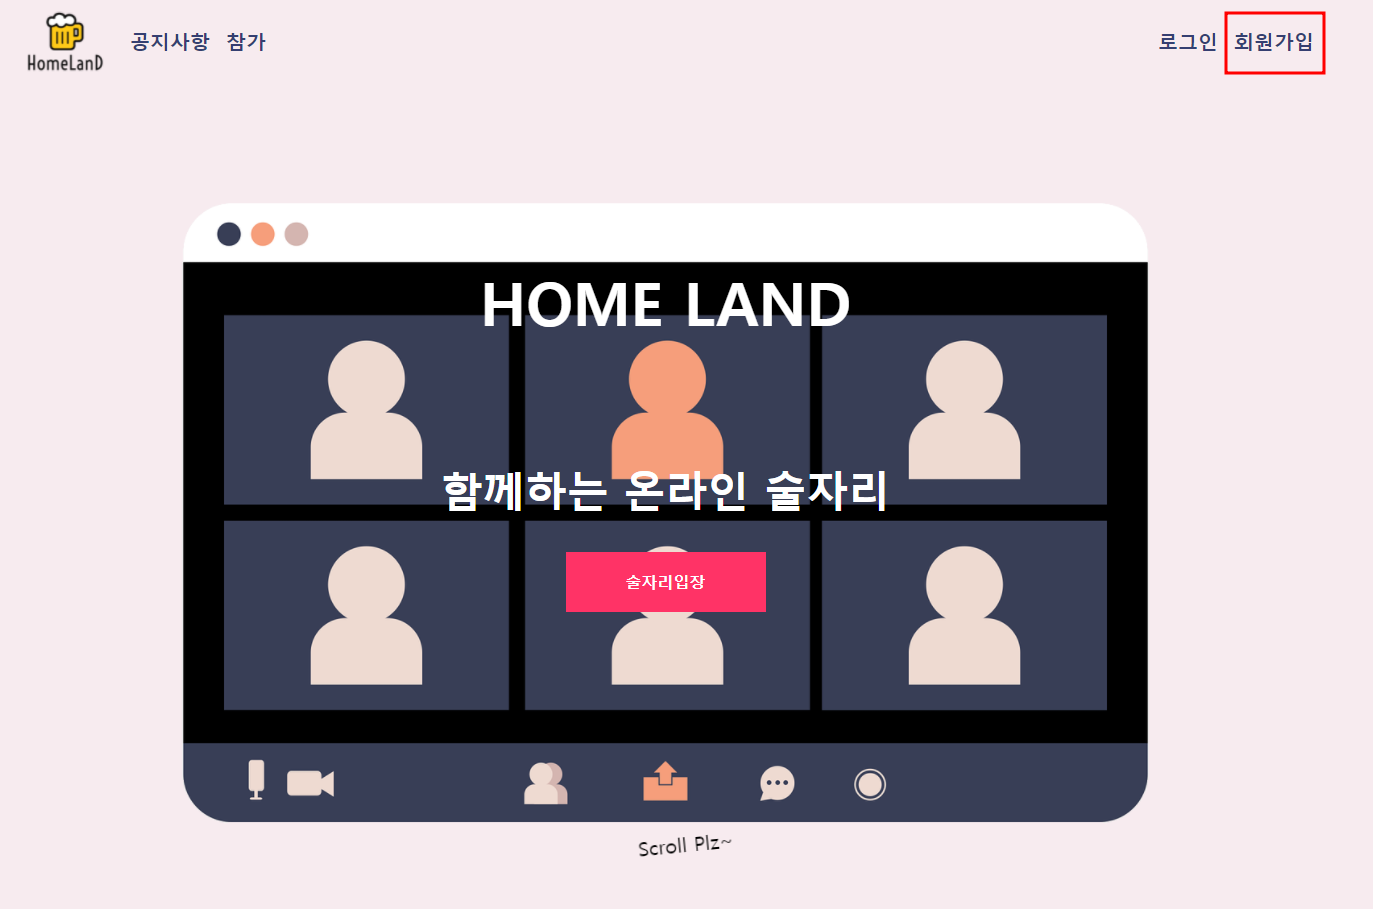 HomeLanD
공지사항 참가
로그인 회원가입
HOME LAND
함께하는 온라인 술자리
술자리입장
Scroll Plz~